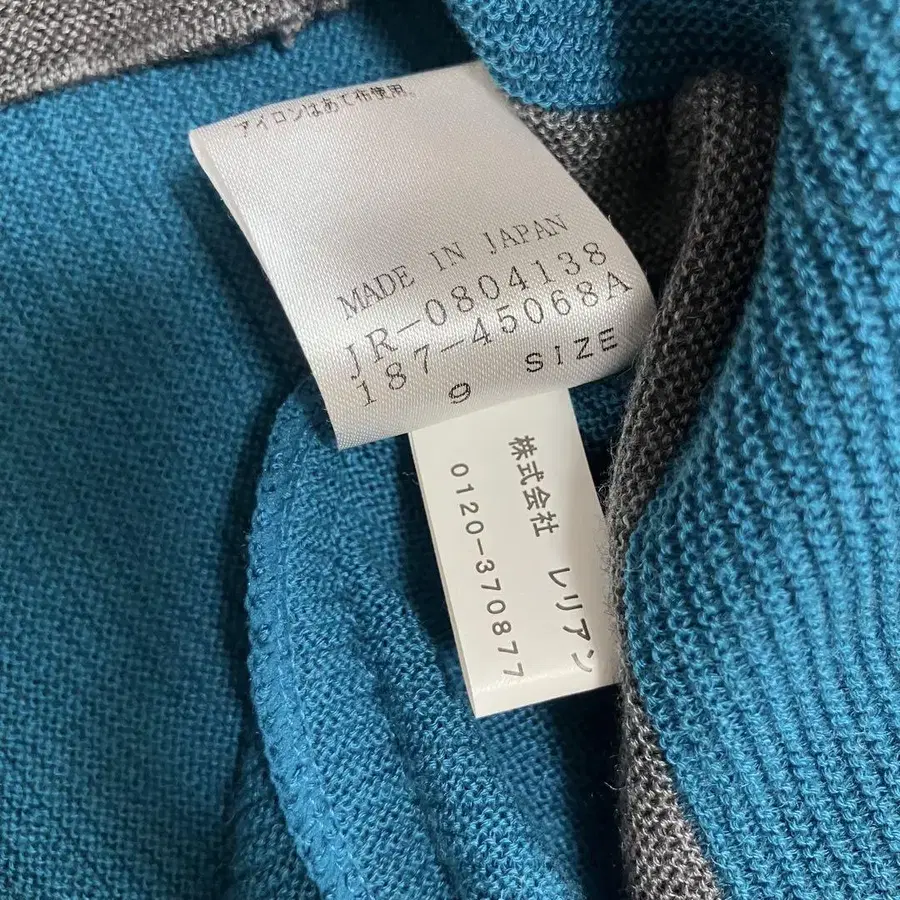 アイロンはあて布使用。
MADE IN JAPAN
JR-0804138
187-45068A
9 SIZE
株式会社 レリアン
0120-370877